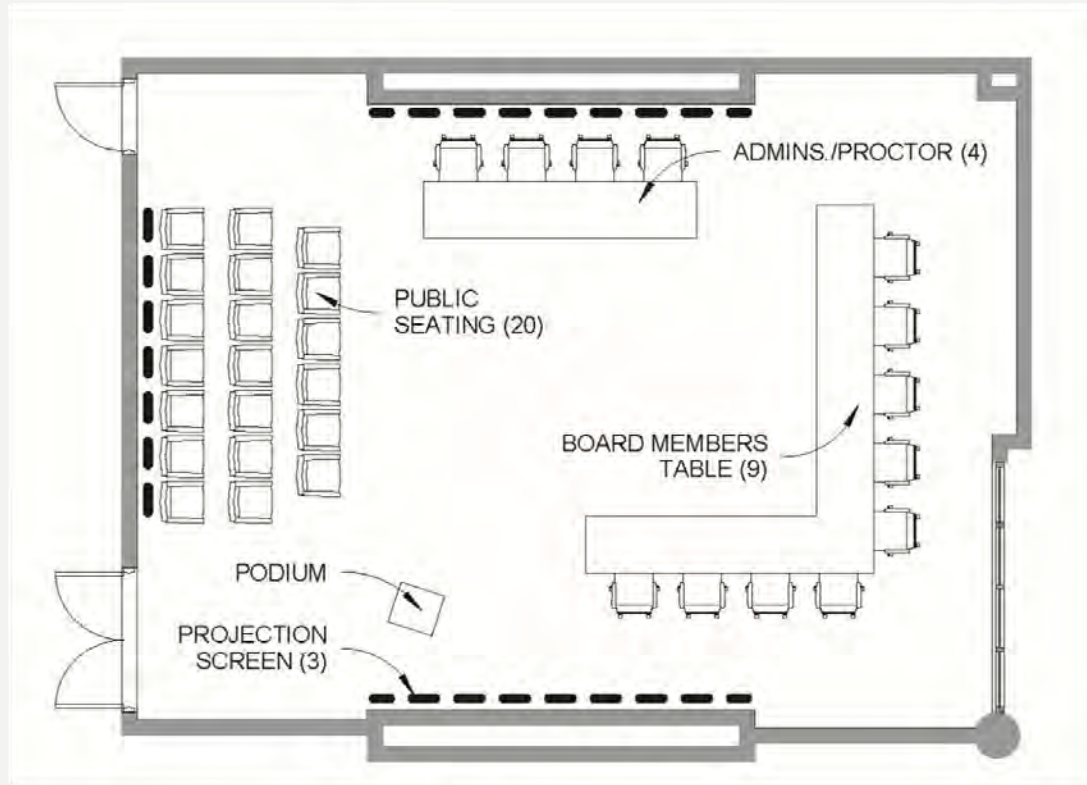 ADMINS./PROCTOR (4)
PUBLIC
SEATING (20)
BOARD MEMBERS
TABLE (9)
PODIUM
PROJECTION
SCREEN (3)